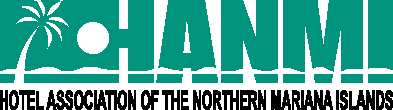 HANMI
HOTEL ASSOCIATION OF THE NORTHERN MARIANA ISLANDS